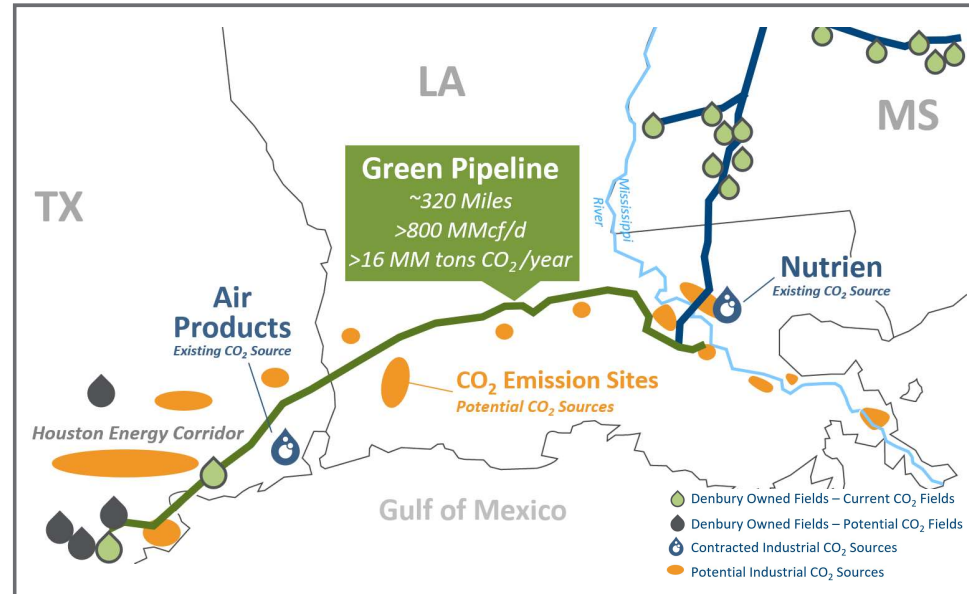 LA
MS
TX
Green Pipeline
~320 Miles
>800 MMcf/d
>16 MM tons CO₂/year
Mississippi
River
Nutrien
Existing CO₂ Source
Air
Products
Existing CO₂ Source
CO₂ Emission Sites
Potential CO₂ Sources
Houston Energy Corridor
Gulf of Mexico
Denbury Owned Fields – Current CO₂ Fields
Denbury Owned Fields – Potential CO₂ Fields
Contracted Industrial CO₂ Sources
Potential Industrial CO₂ Sources